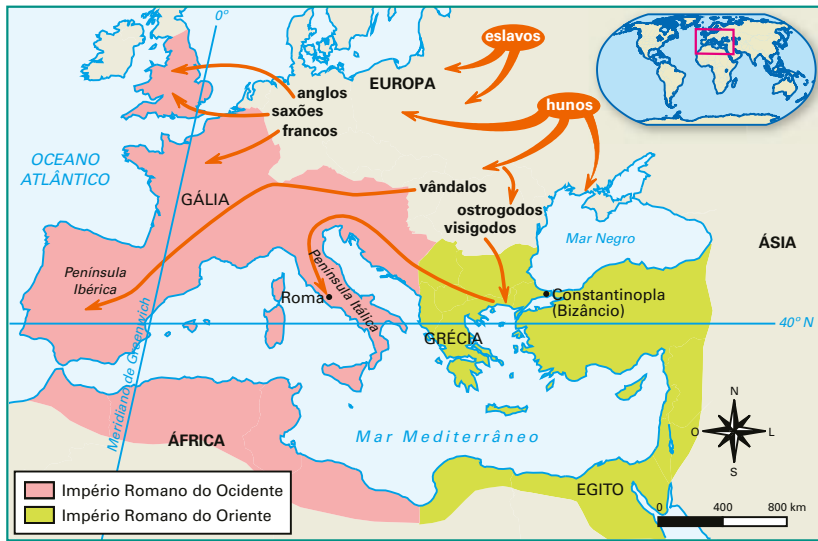 0°
eslavos
EUROPA
anglos
saxões
francos
hunos
OCEANO
ATLÂNTICO
GÁLIA
vândalos
ostrogodos
visigodos
Mar Negro
ÁSIA
Península
Ibérica
Roma
Península Itálica
Constantinopla
(Bizâncio)
40° N
GRÉCIA
Meridiano de Greenwich
ÁFRICA
Mar Mediterrâneo
EGITO
N
O
L
S
Império Romano do Ocidente
Império Romano do Oriente
0 400 800 km